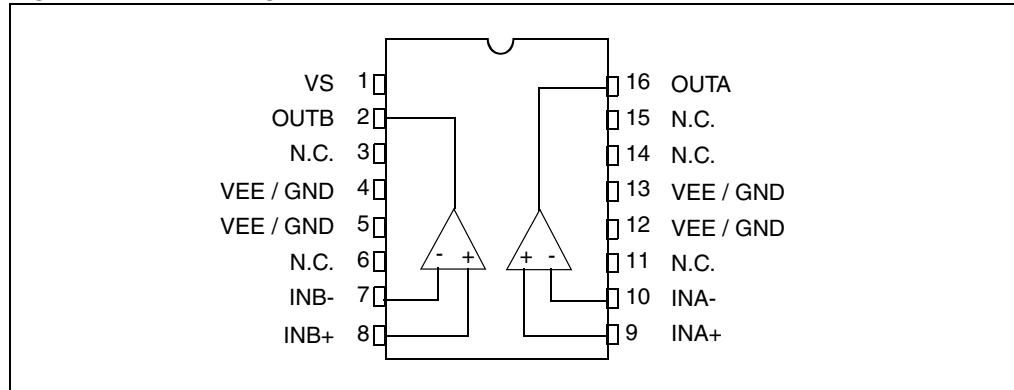 VS 1 16 OUTA
OUTB 2 15 N.C.
N.C. 3 14 N.C.
VEE / GND 4 13 VEE / GND
VEE / GND 5 12 VEE / GND
N.C. 6 11 N.C.
INB- 7 10 INA-
INB+ 8 9 INA+
- + + -